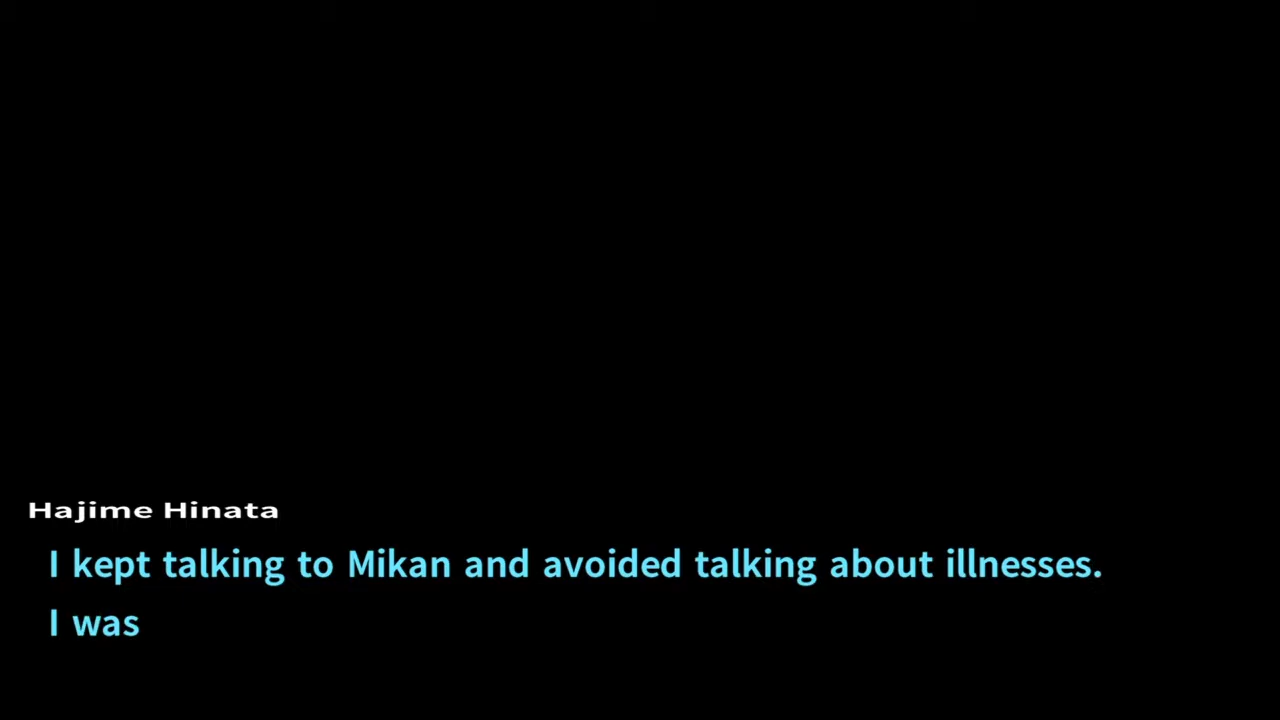 Hajime Hinata
I kept talking to Mikan and avoided talking about illnesses.
I was